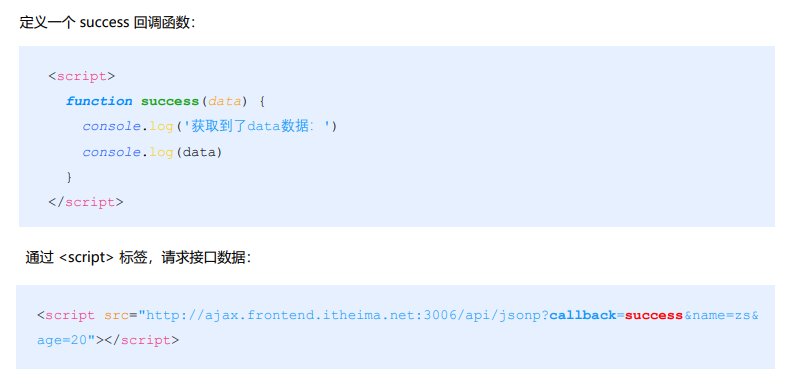 定义一个 success 回调函数：
<script>
function success(data) {
console.log('获取到了data数据：')
console.log(data)
}
</script>
通过 <script> 标签，请求接口数据：
<script src="http://ajax.frontend.itheima.net:3006/api/jsonp?callback=success&name=zs&
age=20"></script>